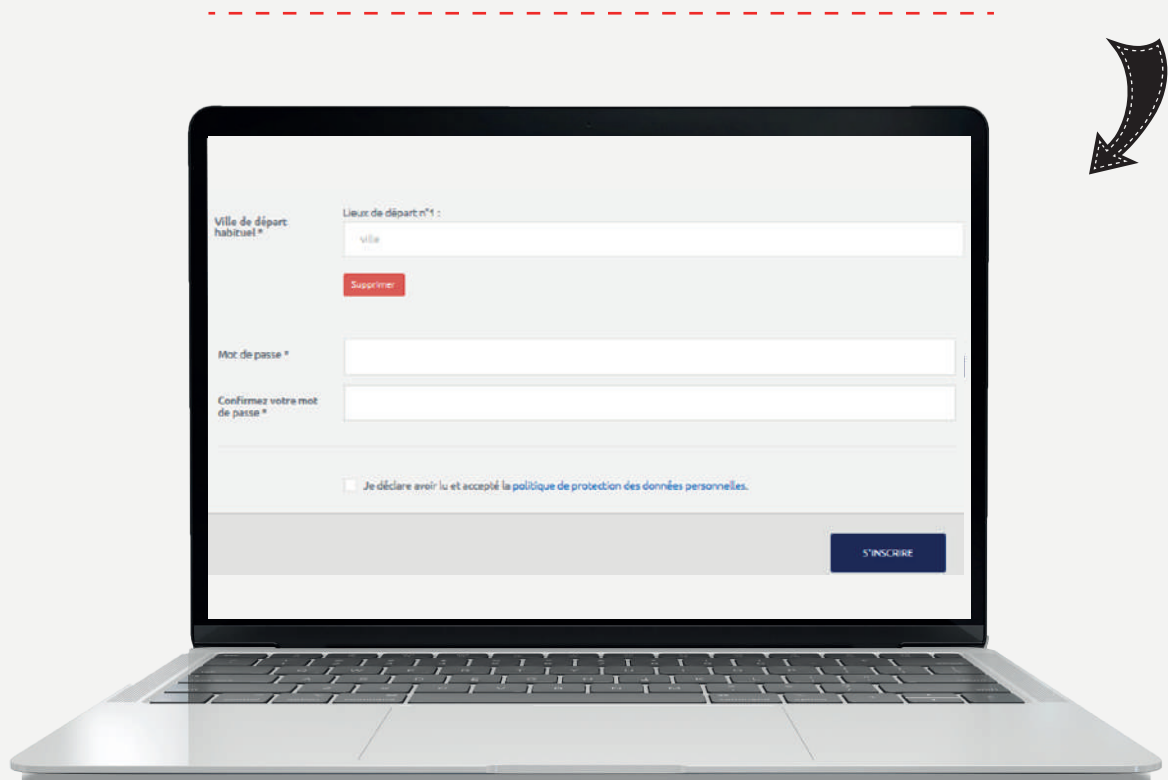 Ville de départ
habituel *
Lieux de départ n°1 :
ville
Supprimer
Mot de passe *
Confirmez votre mot
de passe *
Je déclare avoir lu et accepté la politique de protection des données personnelles.
S'INSCRIRE